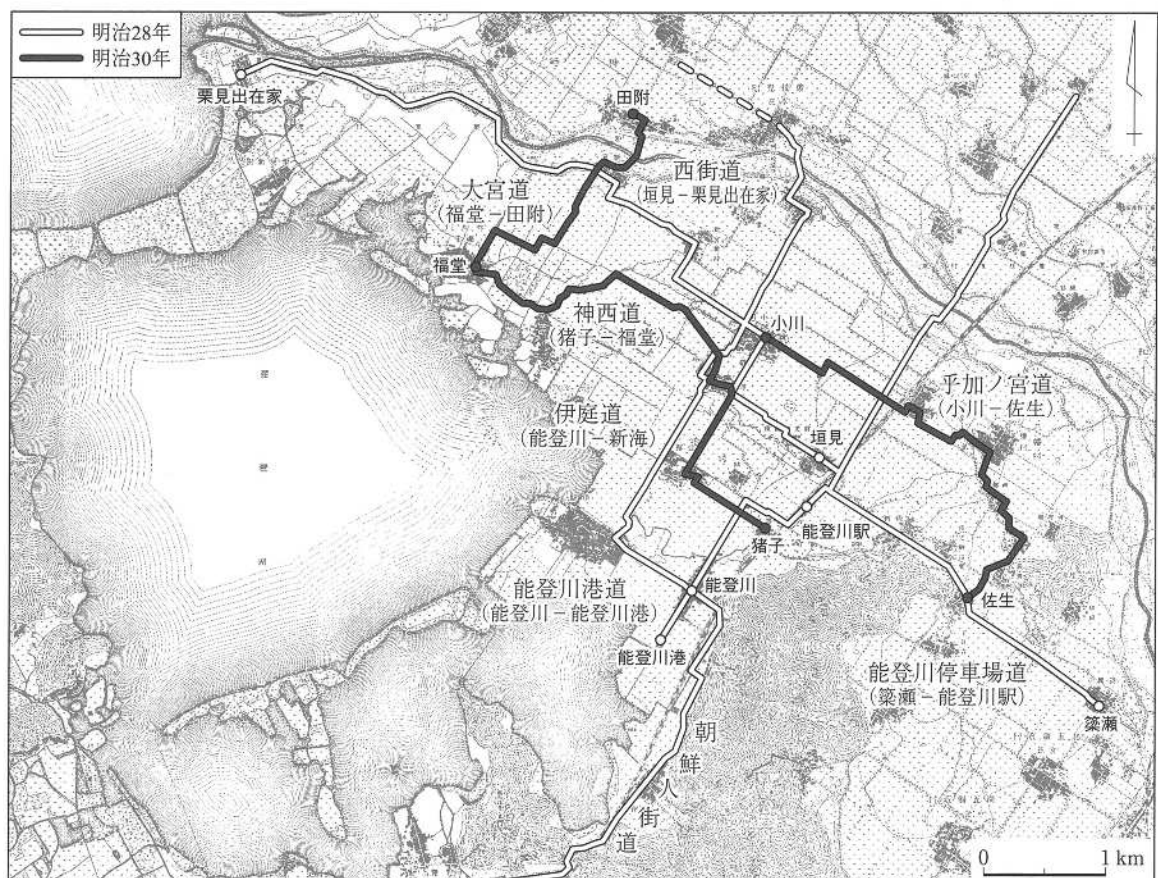 明治28年
明治30年
栗見出在家
田附
西街道
(垣見－栗見出在家)
大宮道
(福堂－田附)
福堂
神西道
(猪子－福堂)
小川
乎加ノ宮道
(小川－佐生)
伊庭道
(能登川－新海)
垣見
能登川駅
猪子
能登川港道
(能登川－能登川港)
能登川
佐生
能登川港
能登川停車場道
(簗瀬－能登川駅)
簗瀬
朝鮮人街道
0 1 km